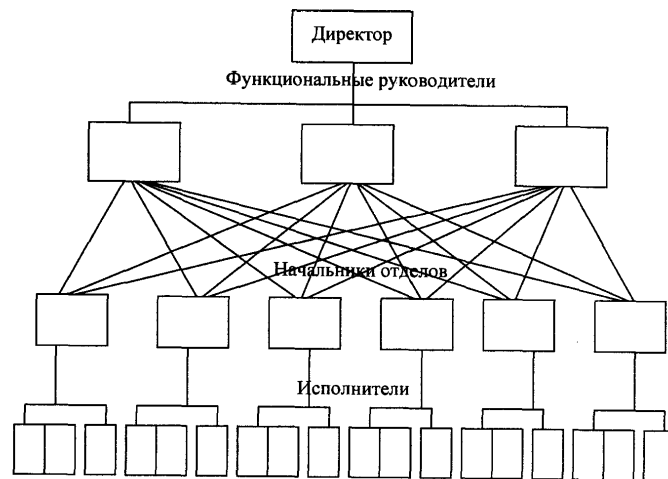 Директор
Функциональные руководители
Начальники отделов
Исполнители